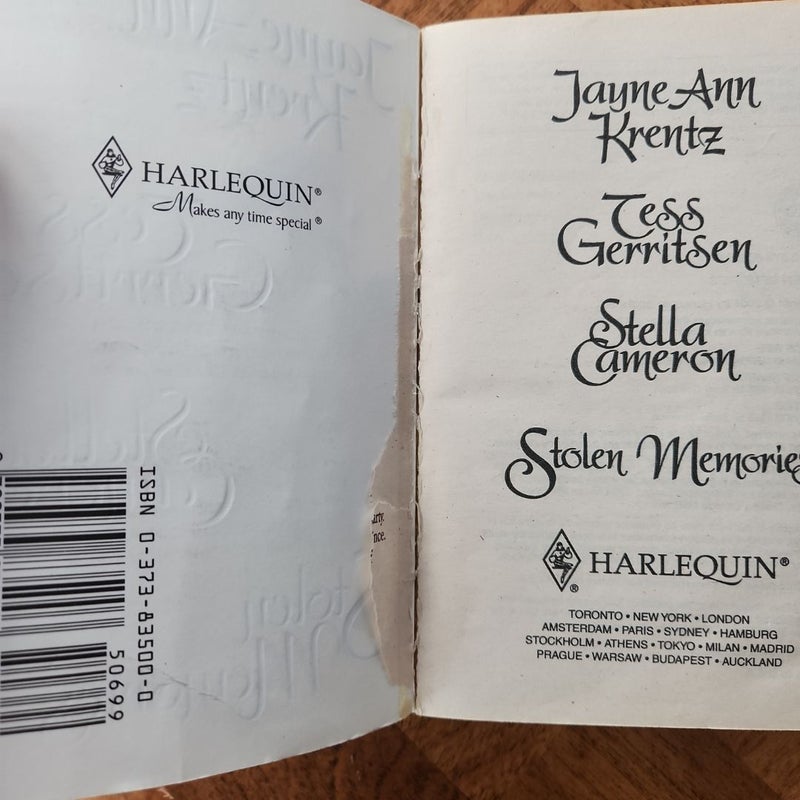 HARLEQUIN®
Makes any time special®
ISBN 0-373-83500-0
50699
arty.
nce.
Jayne Ann
Krentz
Tess
Gerritsen
Stella
Cameron
Stolen Memories
HARLEQUIN®
TORONTO • NEW YORK • LONDON
AMSTERDAM • PARIS • SYDNEY • HAMBURG
STOCKHOLM • ATHENS • TOKYO • MILAN • MADRID
PRAGUE • WARSAW • BUDAPEST • AUCKLAND